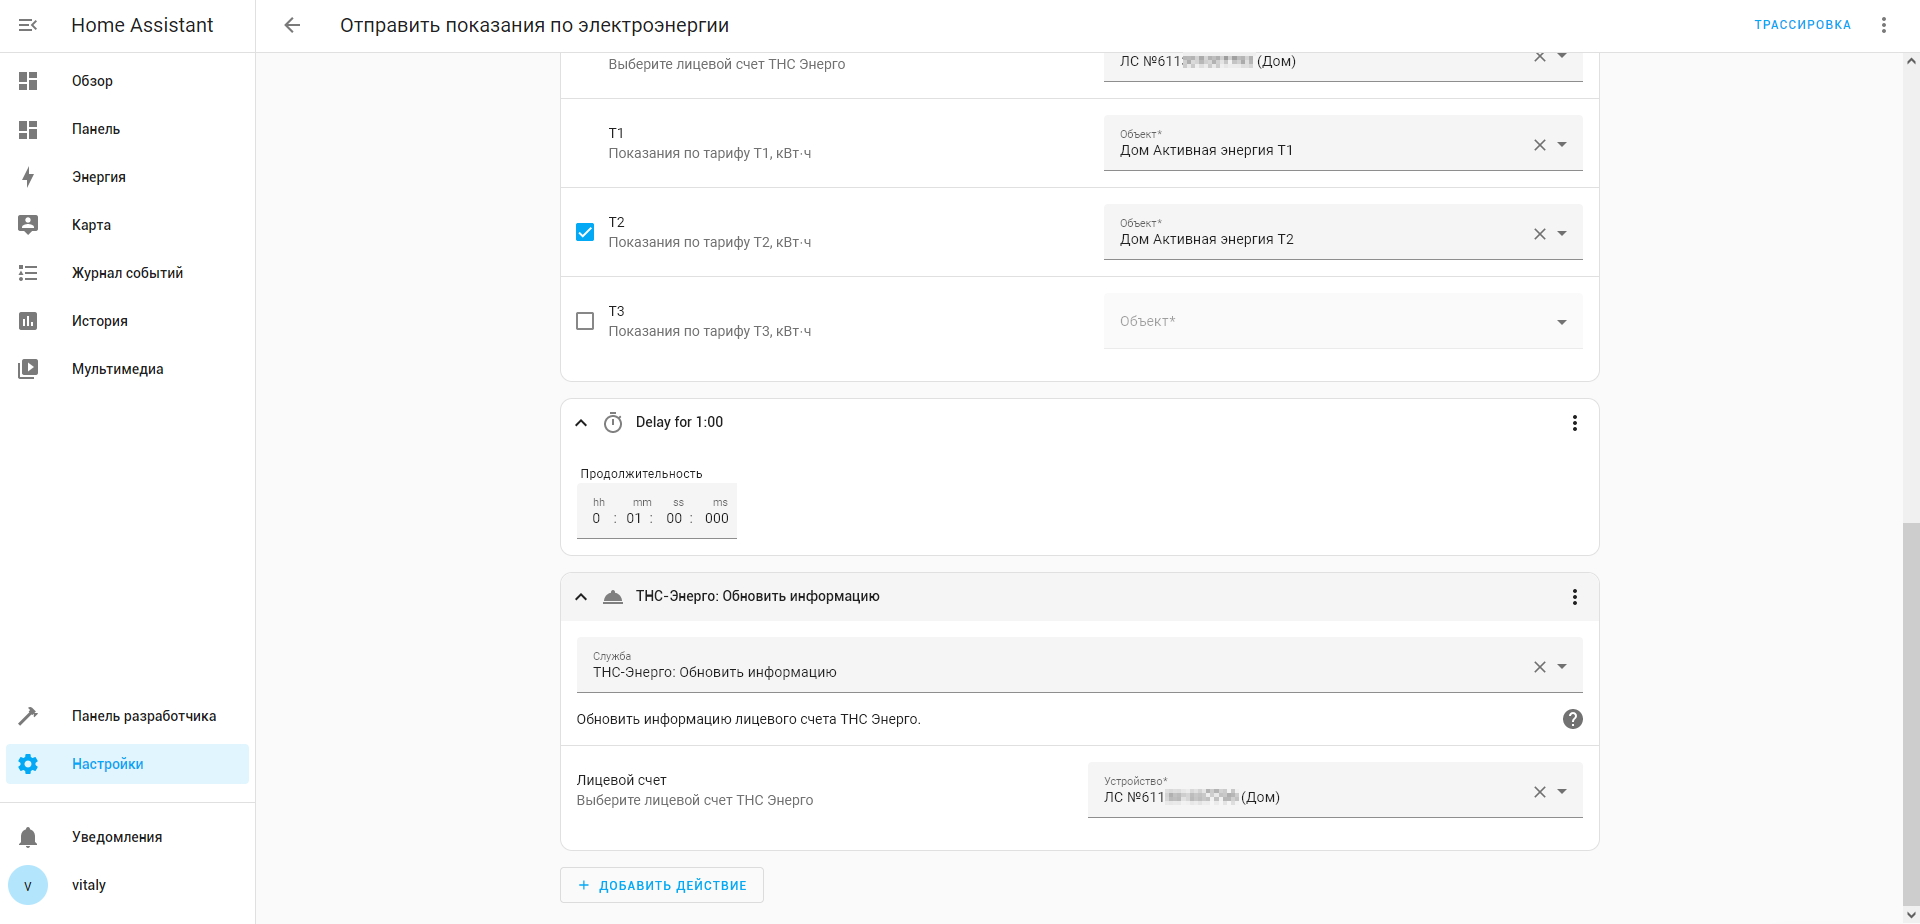 Home Assistant
Отправить показания по электроэнергии
ТРАССИРОВКА
Обзор
Панель
Энергия
Карта
Журнал событий
История
Мультимедиа
Панель разработчика
Настройки
Уведомления
V
vitaly
Выберите лицевой счет ТНС Энерго
ЛС №611 (Дом)
T1
Показания по тарифу T1, кВт·ч
Объект*
Дом Активная энергия T1
T2
Показания по тарифу T2, кВт·ч
Объект*
Дом Активная энергия T2
T3
Показания по тарифу T3, кВт·ч
Объект*
Delay for 1:00
Продолжительность
hh mm ss ms
0 : 01 : 00 : 000
ТНС-Энерго: Обновить информацию
Служба
ТНС-Энерго: Обновить информацию
Обновить информацию лицевого счета ТНС Энерго.
Лицевой счет
Выберите лицевой счет ТНС Энерго
Устройство*
ЛС №611 (Дом)
+ ДОБАВИТЬ ДЕЙСТВИЕ